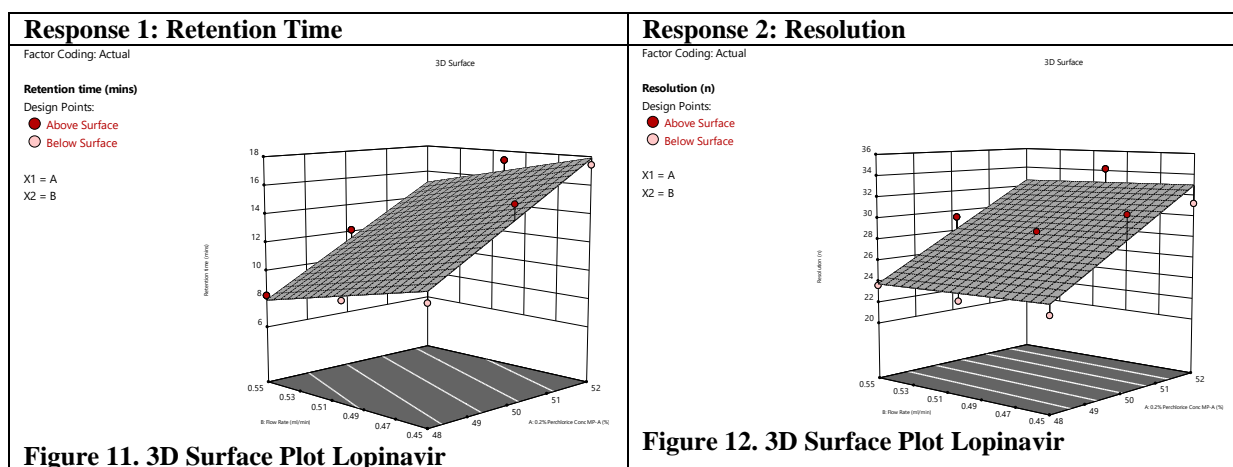 Response 1: Retention Time
Factor Coding: Actual
3D Surface
Retention time (mins)
Design Points:
Above Surface
Below Surface
X1 = A
X2 = B
18
16
14
12
10
8
6
Retention time (mins)
0.55
0.53
0.51
0.49
0.47
0.45
B: Flow Rate (ml/min)
48
49
50
51
52
A: 0.2% Perchlorice Conc MP-A (%)
Figure 11. 3D Surface Plot Lopinavir
Response 2: Resolution
Factor Coding: Actual
3D Surface
Resolution (n)
Design Points:
Above Surface
Below Surface
X1 = A
X2 = B
36
34
32
30
28
26
24
22
20
Resolution (n)
0.55
0.53
0.51
0.49
0.47
0.45
B: Flow Rate (ml/min)
48
49
50
51
52
A: 0.2% Perchlorice Conc MP-A (%)
Figure 12. 3D Surface Plot Lopinavir